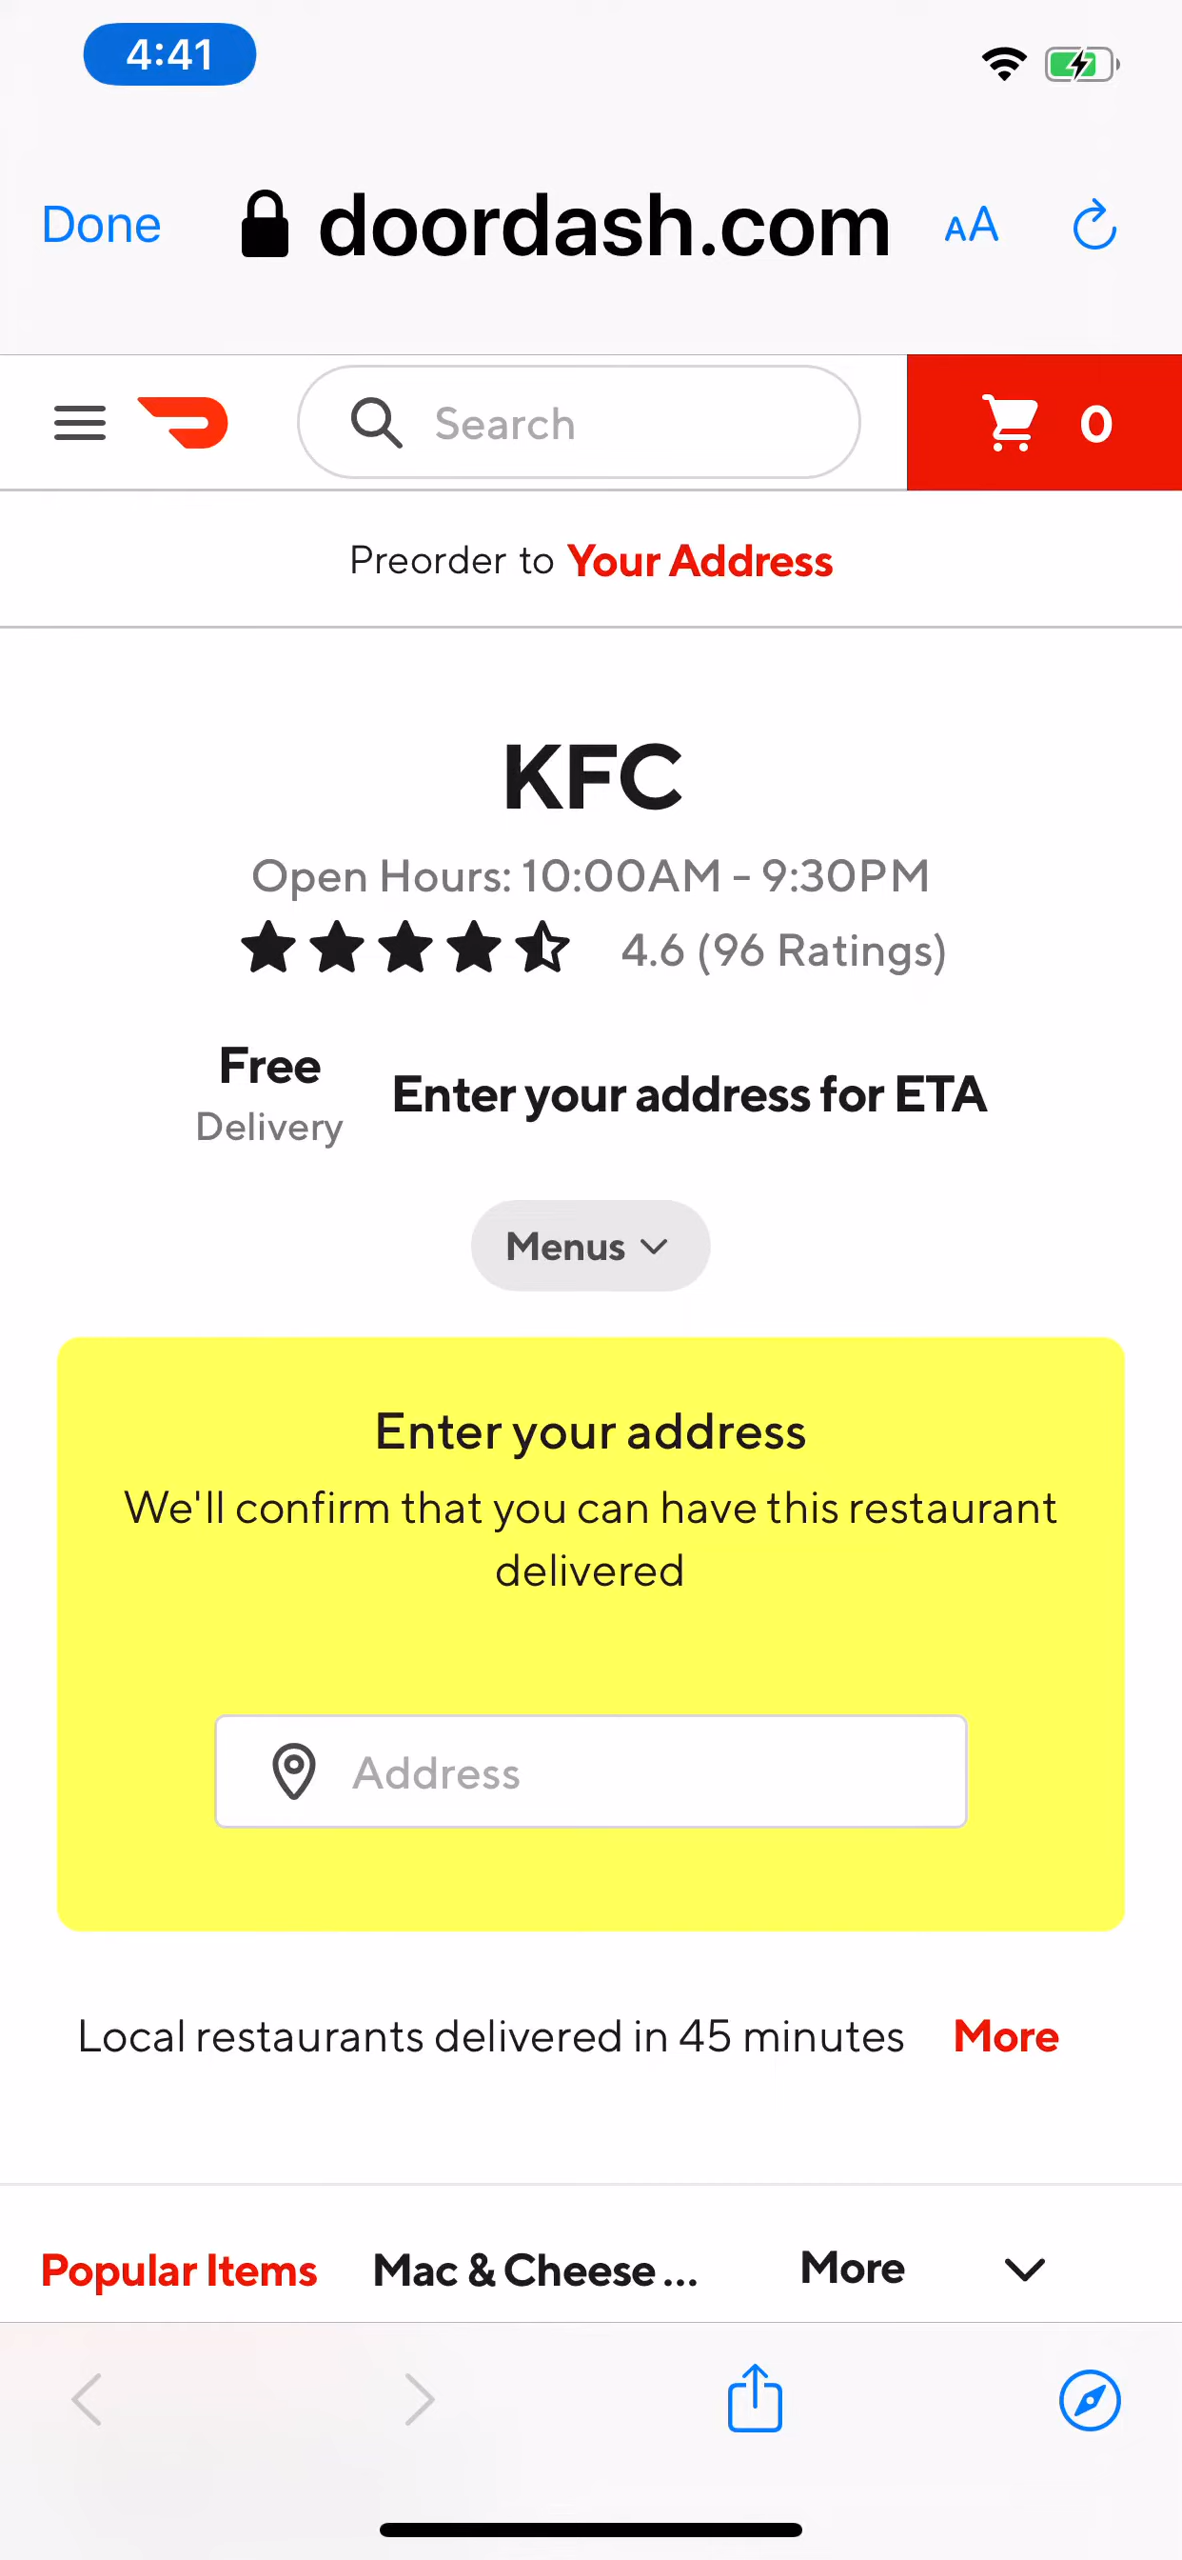 4:41
Done doordash.com AA
Search 0
Preorder to Your Address
KFC
Open Hours: 10:00AM - 9:30PM
4.6 (96 Ratings)
Free
Delivery
Enter your address for ETA
Menus
Enter your address
We'll confirm that you can have this restaurant
delivered
Address
Local restaurants delivered in 45 minutes More
Popular Items Mac & Cheese ... More